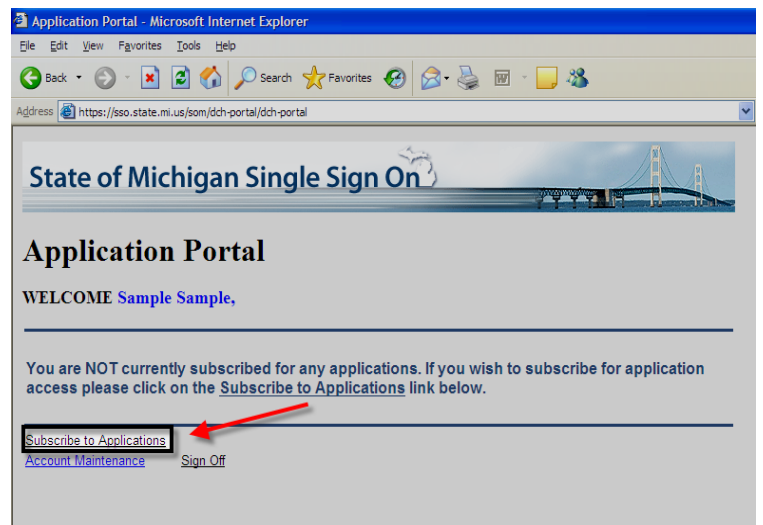 Application Portal - Microsoft Internet Explorer
File Edit View Favorites Tools Help
Back Search Favorites W
Address https://sso.state.mi.us/som/dch-portal/dch-portal
State of Michigan Single Sign On
Application Portal
WELCOME Sample Sample,
You are NOT currently subscribed for any applications. If you wish to subscribe for application
access please click on the Subscribe to Applications link below.
Subscribe to Applications
Account Maintenance Sign Off